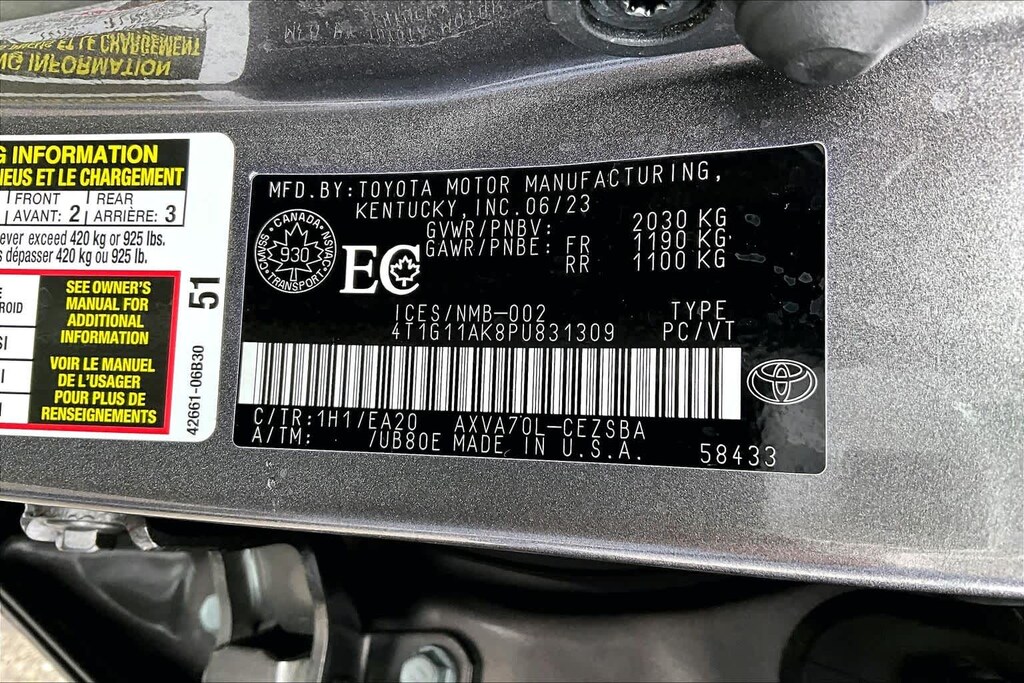 G INFORMATION
NEUS ET LE CHARGEMENT
FRONT REAR
AVANT: 2 ARRIÈRE: 3
ever exceed 420 kg or 925 lbs.
s dépasser 420 kg ou 925 lb.
SEE OWNER'S
MANUAL FOR
ADDITIONAL
INFORMATION
VOIR LE MANUEL
DE L'USAGER
POUR PLUS DE
RENSEIGNEMENTS
51
42661-06B30
MFD.BY:TOYOTA MOTOR MANUFACTURING,
KENTUCKY,INC.06/23
GVWR/PNBV: 2030 KG
GAWR/PNBE: FR 1190 KG
RR 1100 KG
CANADA
CMVSS NSVAC
930
TRANSPORT
EC
ICES/NMB-002 TYPE
4T1G11AK8PU831309 PC/VT
C/TR:1H1/EA20 AXVA70L-CEZSBA
A/TM: /UB80E MADE IN U.S.A. 58433